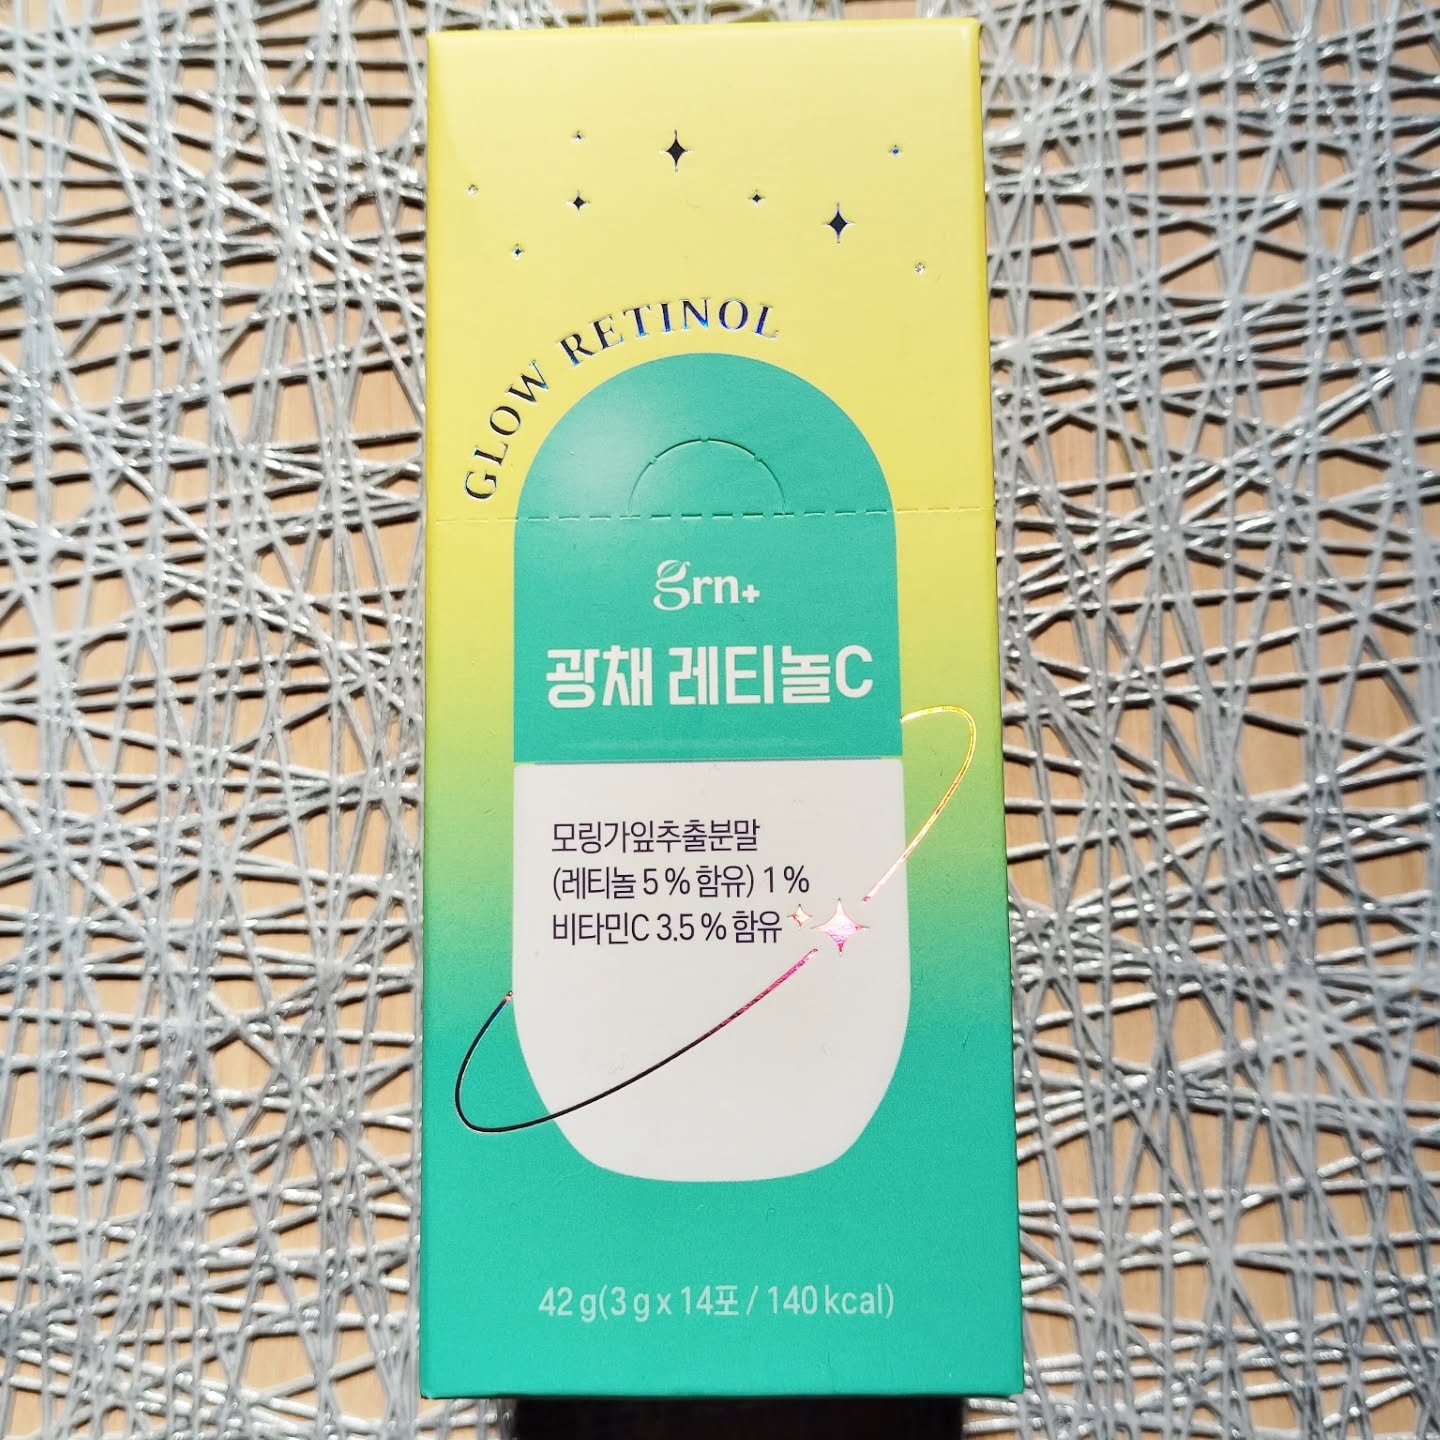 GLOW RETINOL
grn+
광채 레티놀C
모링가잎추출분말
(레티놀 5 % 함유) 1 %
비타민C 3.5 % 함유
42 g(3 g x 14포 / 140 kcal)